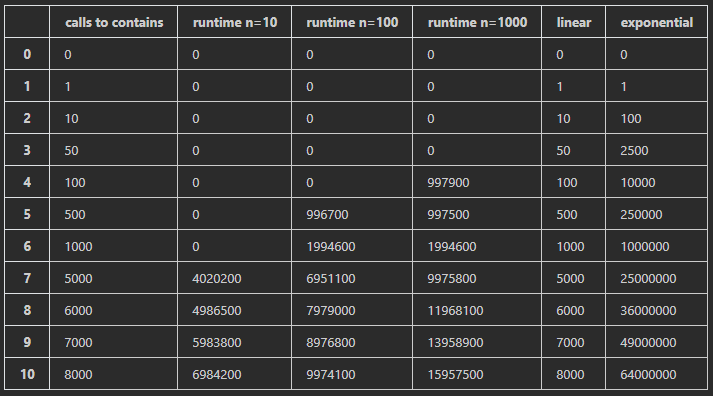 calls to contains runtime n=10 runtime n=100 runtime n=1000 linear exponential
0 0 0 0 0 0 0
1 1 0 0 0 1 1
2 10 0 0 0 10 100
3 50 0 0 0 50 2500
4 100 0 0 997900 100 10000
5 500 0 996700 997500 500 250000
6 1000 0 1994600 1994600 1000 1000000
7 5000 4020200 6951100 9975800 5000 25000000
8 6000 4986500 7979000 11968100 6000 36000000
9 7000 5983800 8976800 13958900 7000 49000000
10 8000 6984200 9974100 15957500 8000 64000000